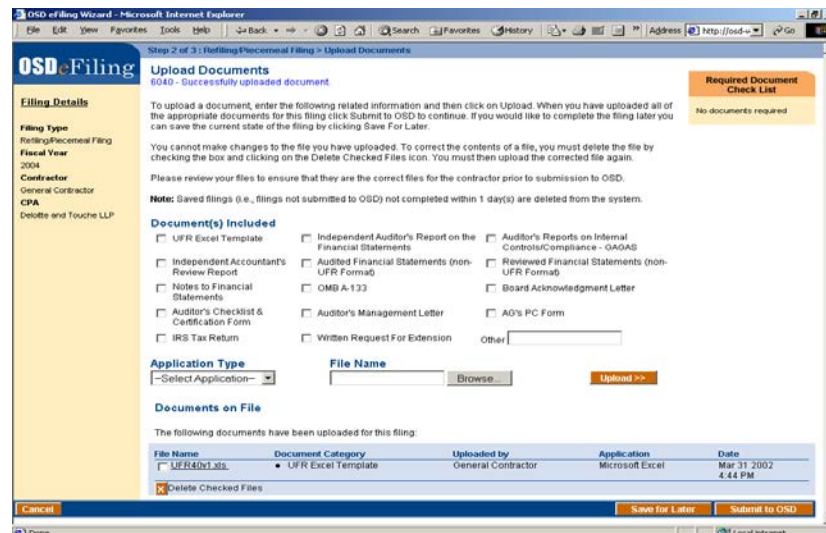 OSD eFiling Wizard - Microsoft Internet Explorer
File Edit View Favorites Tools Help Back Search Favorites History Address http://osd-w Go
OSDeFiling
Filing Details
Filing Type
Refiling/Piecemeal Filing
Fiscal Year
2004
Contractor
General Contractor
CPA
Deloitte and Touche LLP
Step 2 of 3 : Refiling/Piecemeal Filing > Upload Documents
Upload Documents
6040 - Successfully uploaded document.
To upload a document, enter the following related information and then click on Upload. When you have uploaded all of
the appropriate documents for this filing click Submit to OSD to continue. If you would like to complete the filing later you
can save the current state of the filing by clicking Save For Later.
You cannot make changes to the file you have uploaded. To correct the contents of a file, you must delete the file by
checking the box and clicking on the Delete Checked Files icon. You must then upload the corrected file again.
Please review your files to ensure that they are the correct files for the contractor prior to submission to OSD.
Note: Saved filings (i.e., filings not submitted to OSD) not completed within 1 day(s) are deleted from the system.
Required Document
Check List
No documents required
Document(s) Included
UFR Excel Template
Independent Auditor's Report on the
Financial Statements
Auditor's Reports on Internal
Controls/Compliance - GAGAS
Independent Accountant's
Review Report
Audited Financial Statements (non-
UFR Format)
Reviewed Financial Statements (non-
UFR Format)
Notes to Financial
Statements
OMB A-133
Board Acknowledgment Letter
Auditor's Checklist &
Certification Form
Auditor's Management Letter
AG's PC Form
IRS Tax Return
Written Request For Extension
Other
Application Type
File Name
--Select Application--
Browse...
Upload >>
Documents on File
The following documents have been uploaded for this filing:
File Name Document Category Uploaded by Application Date
UFR40v1.xls • UFR Excel Template General Contractor Microsoft Excel Mar 31 2002
4:44 PM
Delete Checked Files
Cancel Save for Later Submit to OSD
Done Local intranet